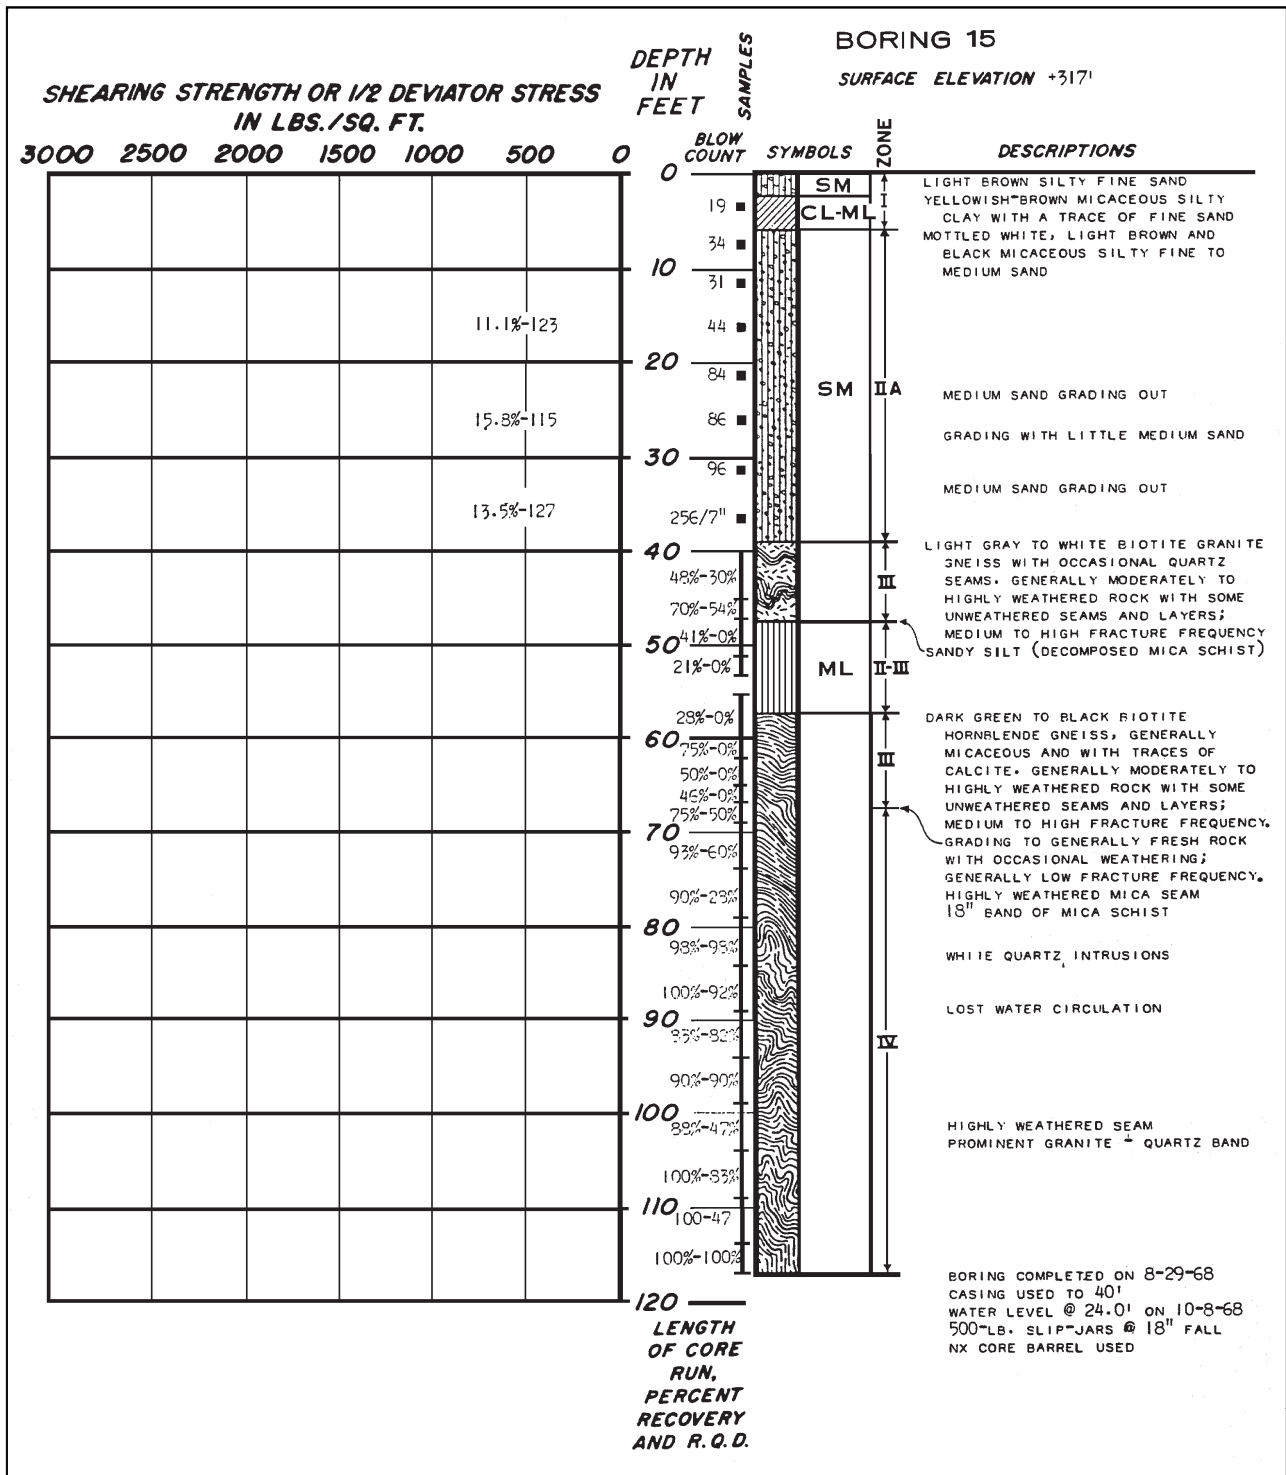 BORING 15
SURFACE ELEVATION +317'
SHEARING STRENGTH OR 1/2 DEVIATOR STRESS
IN LBS./SQ. FT.
3000 2500 2000 1500 1000 500 0
DEPTH
IN
FEET
SAMPLES
BLOW
COUNT
SYMBOLS
ZONE
DESCRIPTIONS
0
SM
I
LIGHT BROWN SILTY FINE SAND
19
CL-ML
YELLOWISH-BROWN MICACEOUS SILTY
CLAY WITH A TRACE OF FINE SAND
34
MOTTLED WHITE, LIGHT BROWN AND
BLACK MICACEOUS SILTY FINE TO
MEDIUM SAND
10
31
11.1%-123
44
20
84
SM
IIA
MEDIUM SAND GRADING OUT
15.8%-115
86
GRADING WITH LITTLE MEDIUM SAND
30
96
MEDIUM SAND GRADING OUT
13.5%-127
256/7"
40
48%-30%
70%-54%
III
LIGHT GRAY TO WHITE BIOTITE GRANITE
GNEISS WITH OCCASIONAL QUARTZ
SEAMS. GENERALLY MODERATELY TO
HIGHLY WEATHERED ROCK WITH SOME
UNWEATHERED SEAMS AND LAYERS;
MEDIUM TO HIGH FRACTURE FREQUENCY
SANDY SILT (DECOMPOSED MICA SCHIST)
50
41%-0%
21%-0%
ML
II-III
28%-0%
60
75%-0%
50%-0%
46%-0%
75%-50%
III
DARK GREEN TO BLACK BIOTITE
HORNBLENDE GNEISS, GENERALLY
MICACEOUS AND WITH TRACES OF
CALCITE. GENERALLY MODERATELY TO
HIGHLY WEATHERED ROCK WITH SOME
UNWEATHERED SEAMS AND LAYERS;
MEDIUM TO HIGH FRACTURE FREQUENCY.
GRADING TO GENERALLY FRESH ROCK
WITH OCCASIONAL WEATHERING;
GENERALLY LOW FRACTURE FREQUENCY.
HIGHLY WEATHERED MICA SEAM
18" BAND OF MICA SCHIST
70
93%-60%
90%-28%
80
98%-98%
WHITE QUARTZ INTRUSIONS
100%-92%
LOST WATER CIRCULATION
90
IV
90%-90%
100
88%-47%
HIGHLY WEATHERED SEAM
PROMINENT GRANITE - QUARTZ BAND
100%-83%
110
100-47
100%-100%
120
BORING COMPLETED ON 8-29-68
CASING USED TO 40'
WATER LEVEL @ 24.0' ON 10-8-68
500-LB. SLIP-JARS @ 18" FALL
NX CORE BARREL USED
LENGTH
OF CORE
RUN,
PERCENT
RECOVERY
AND R.Q.D.